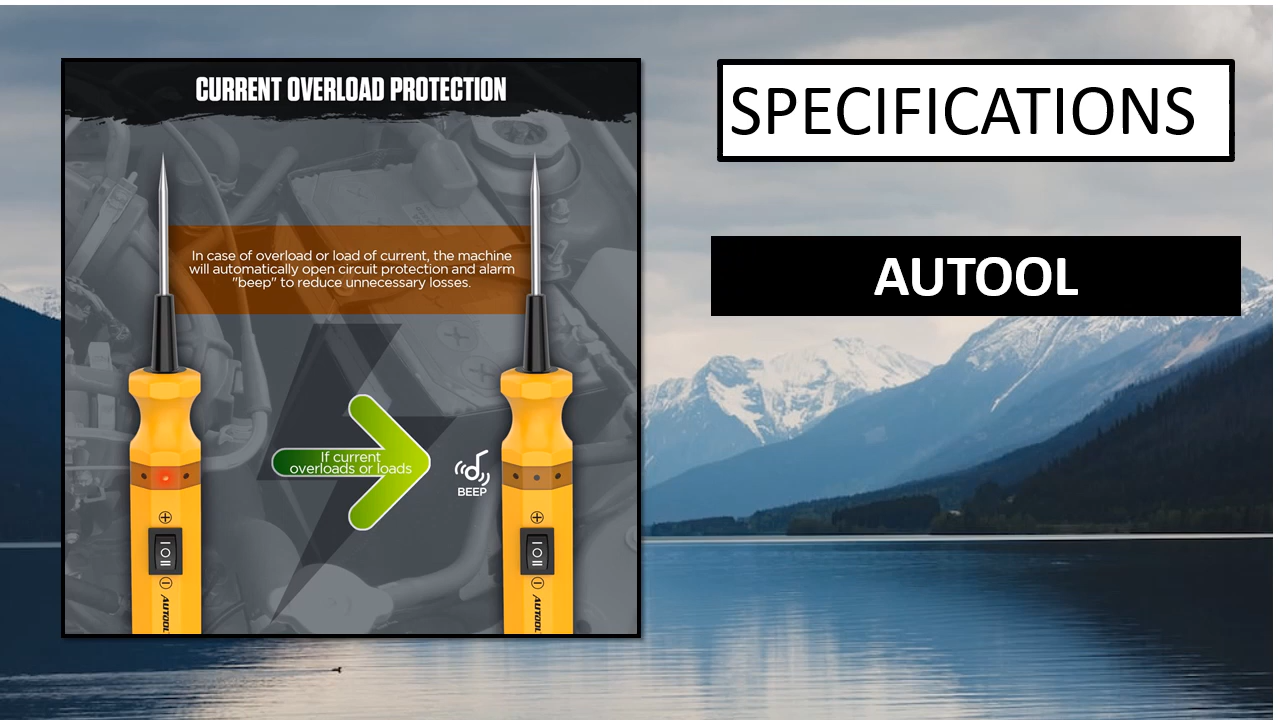 CURRENT OVERLOAD PROTECTION
In case of overload or load of current, the machine
will automatically open circuit protection and alarm
"beep" to reduce unnecessary losses.
If current
overloads or loads
BEEP
AUTOOL
AUTOOL
SPECIFICATIONS
AUTOOL